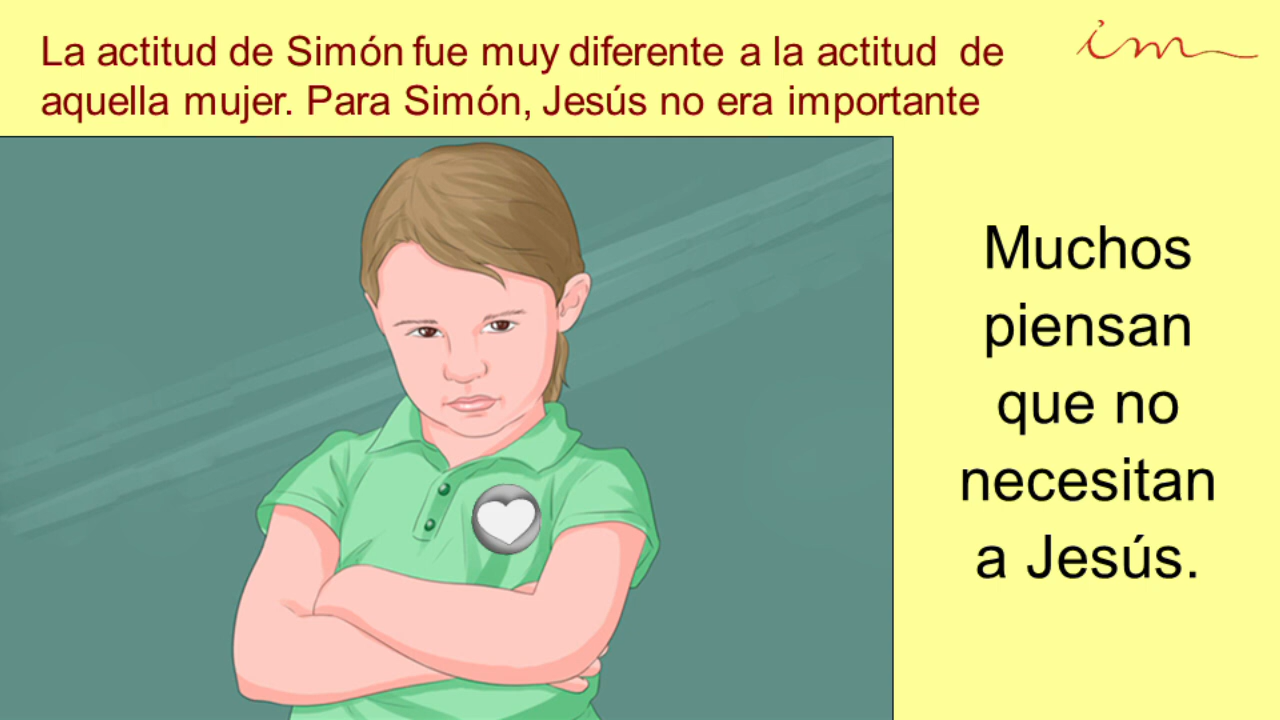 La actitud de Simón fue muy diferente a la actitud de
aquella mujer. Para Simón, Jesús no era importante
im
Muchos
piensan
que no
necesitan
a Jesús.